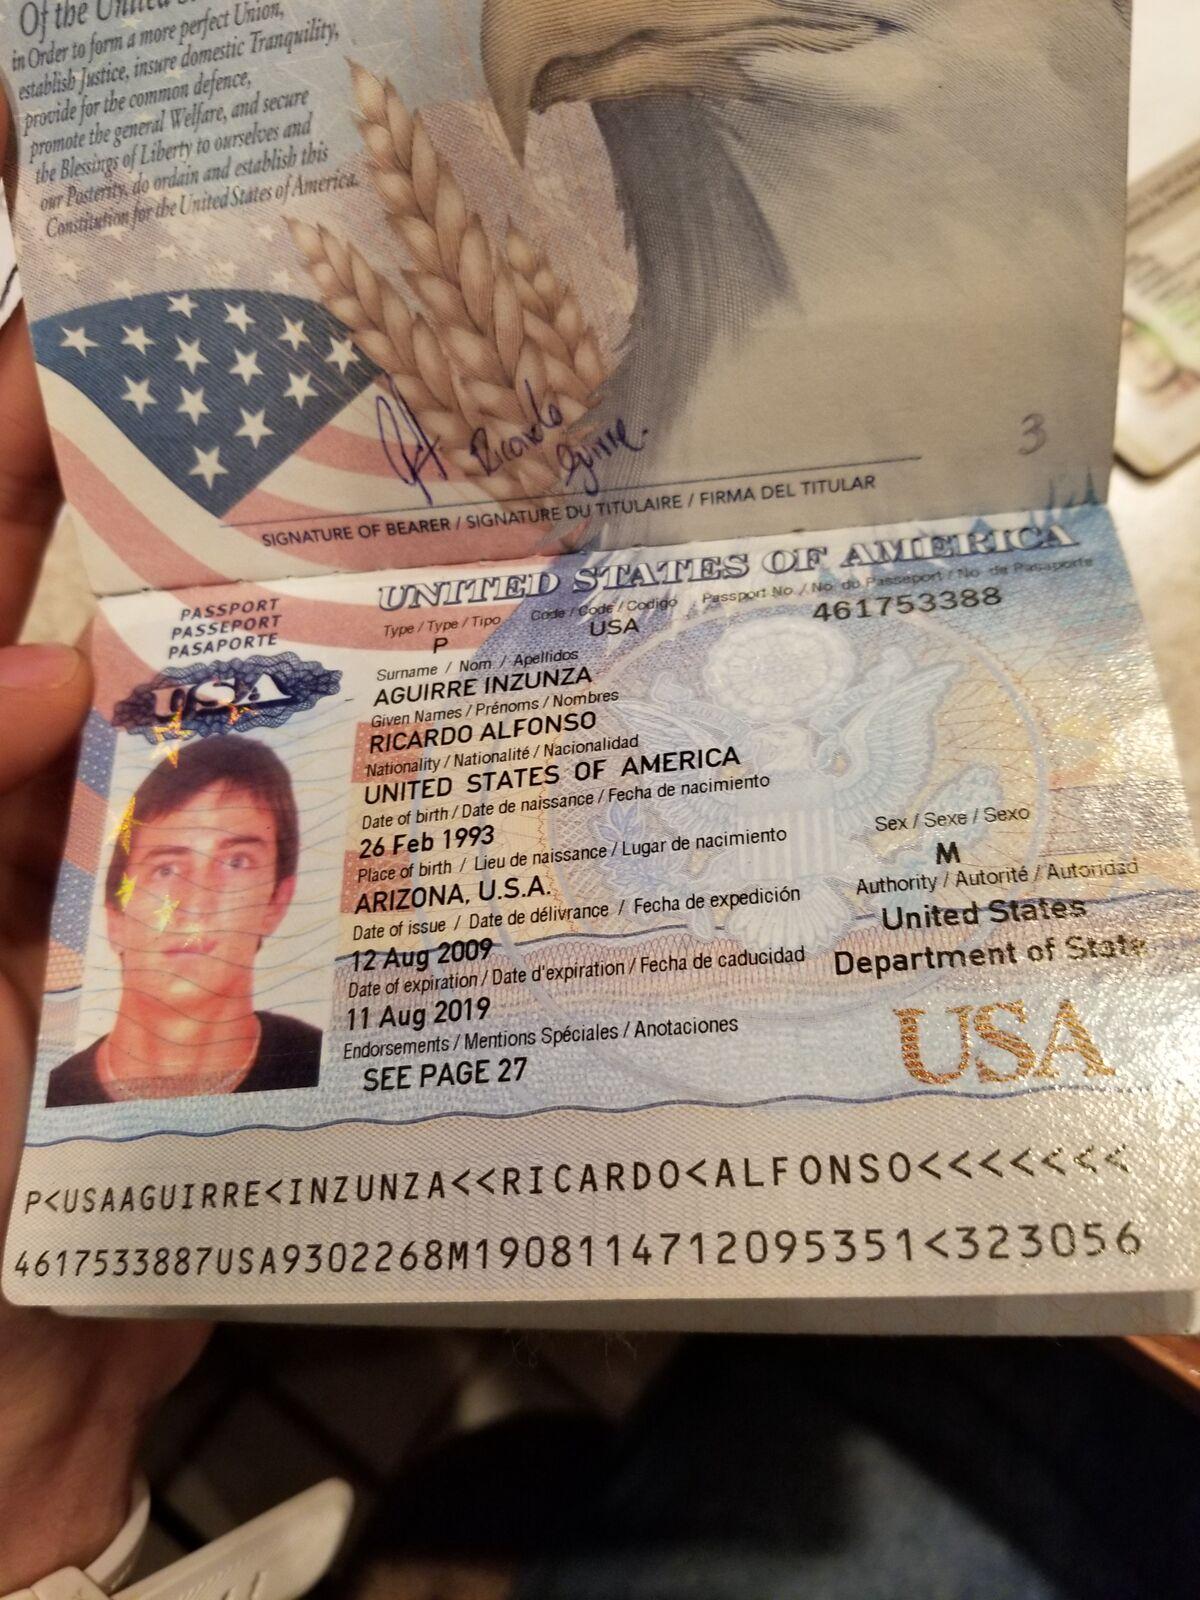 Of the United
in Order to form a more perfect Union,
establish Justice, insure domestic Tranquility,
provide for the common defence,
promote the general Welfare, and secure
the Blessings of Liberty to ourselves and
our Posterity, do ordain and establish this
Constitution for the United States of America.
Ricardo
Aguirre.
3
SIGNATURE OF BEARER / SIGNATURE DU TITULAIRE / FIRMA DEL TITULAR
PASSPORT
PASSEPORT
PASAPORTE
USA
UNITED STATES OF AMERICA
Type / Type / Tipo Code / Code / Codigo Passport No. / No. du Passeport / No. de Pasaporte
P USA 461753388
Surname / Nom / Apellidos
AGUIRRE INZUNZA
Given Names / Prénoms / Nombres
RICARDO ALFONSO
Nationality / Nationalité / Nacionalidad
UNITED STATES OF AMERICA
Date of birth / Date de naissance / Fecha de nacimiento
26 Feb 1993
Place of birth / Lieu de naissance / Lugar de nacimiento Sex / Sexe / Sexo
ARIZONA, U.S.A. M
Date of issue / Date de délivrance / Fecha de expedición Authority / Autorité / Autoridad
12 Aug 2009 United States
Date of expiration / Date d'expiration / Fecha de caducidad Department of State
11 Aug 2019
Endorsements / Mentions Spéciales / Anotaciones
SEE PAGE 27
USA
P<USAAGUIRRE<INZUNZA<<RICARDO<ALFONSO<<<<<<<
4617533887USA9302268M1908114712095351<323056